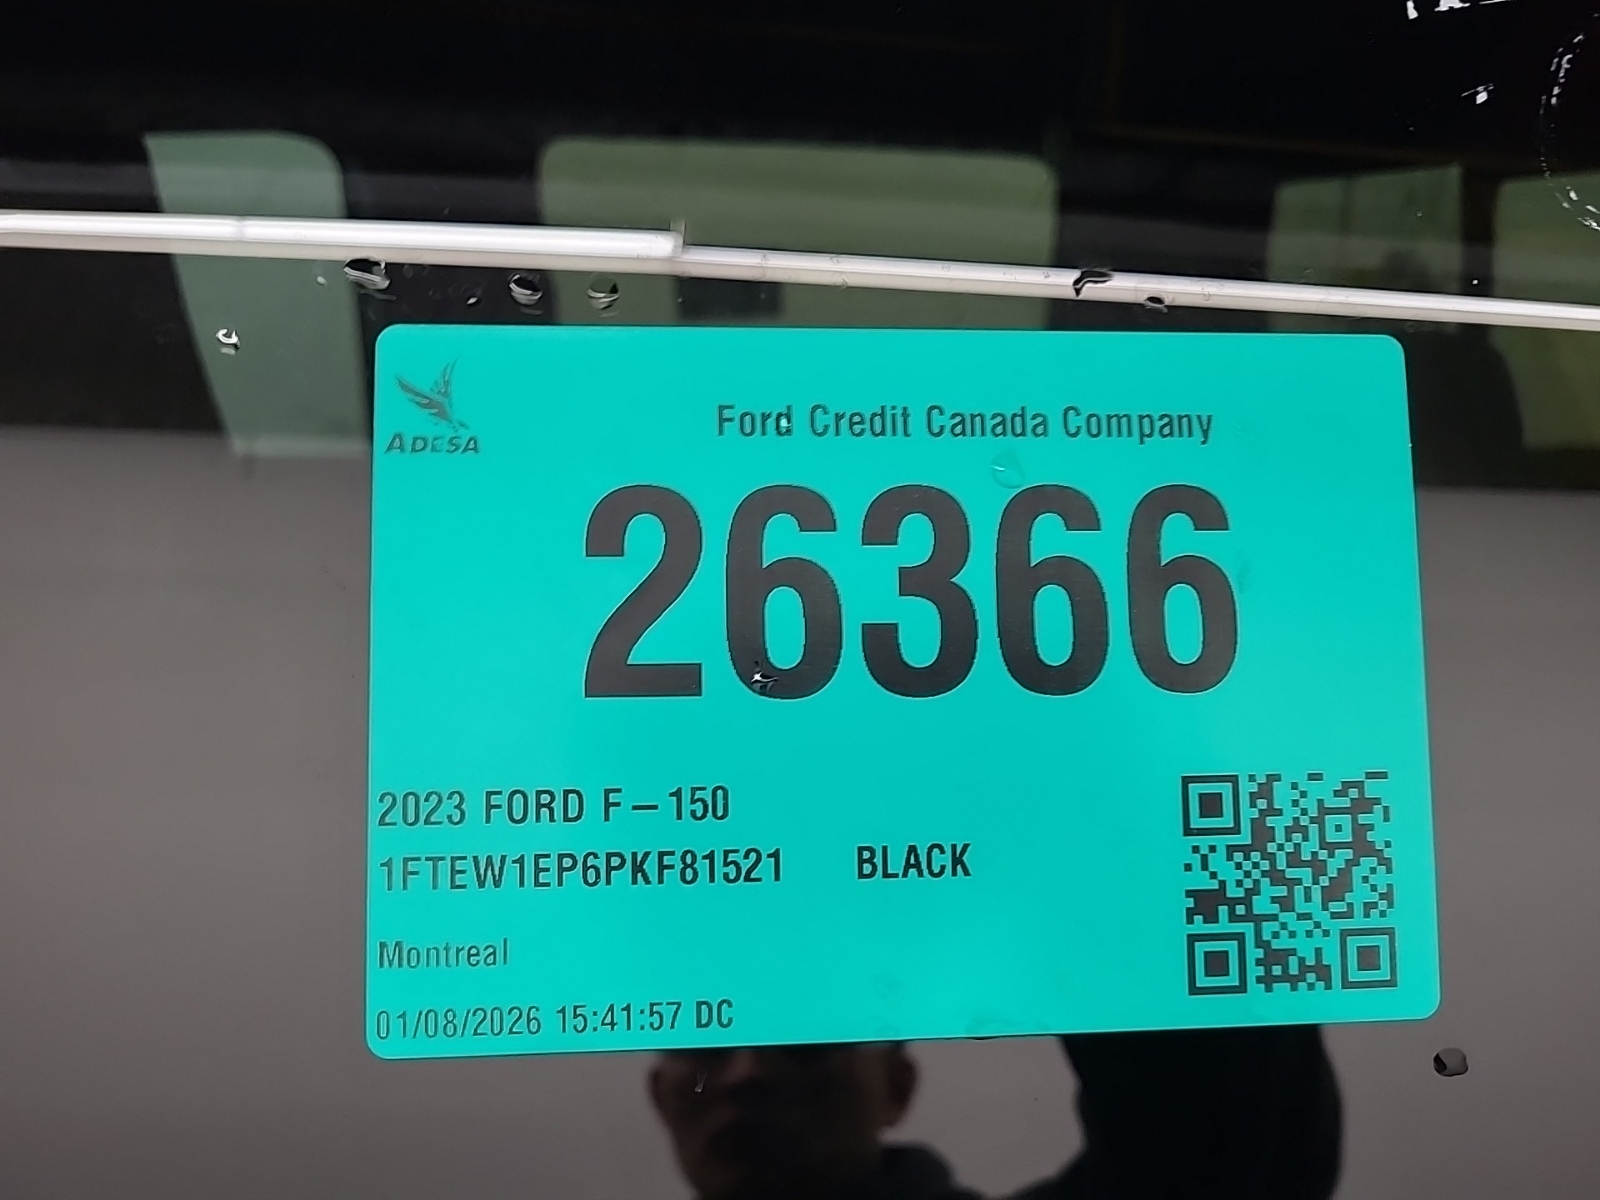 ADESA
Ford Credit Canada Company
26366
2023 FORD F-150
1FTEW1EP6PKF81521 BLACK
Montreal
01/08/2026 15:41:57 DC